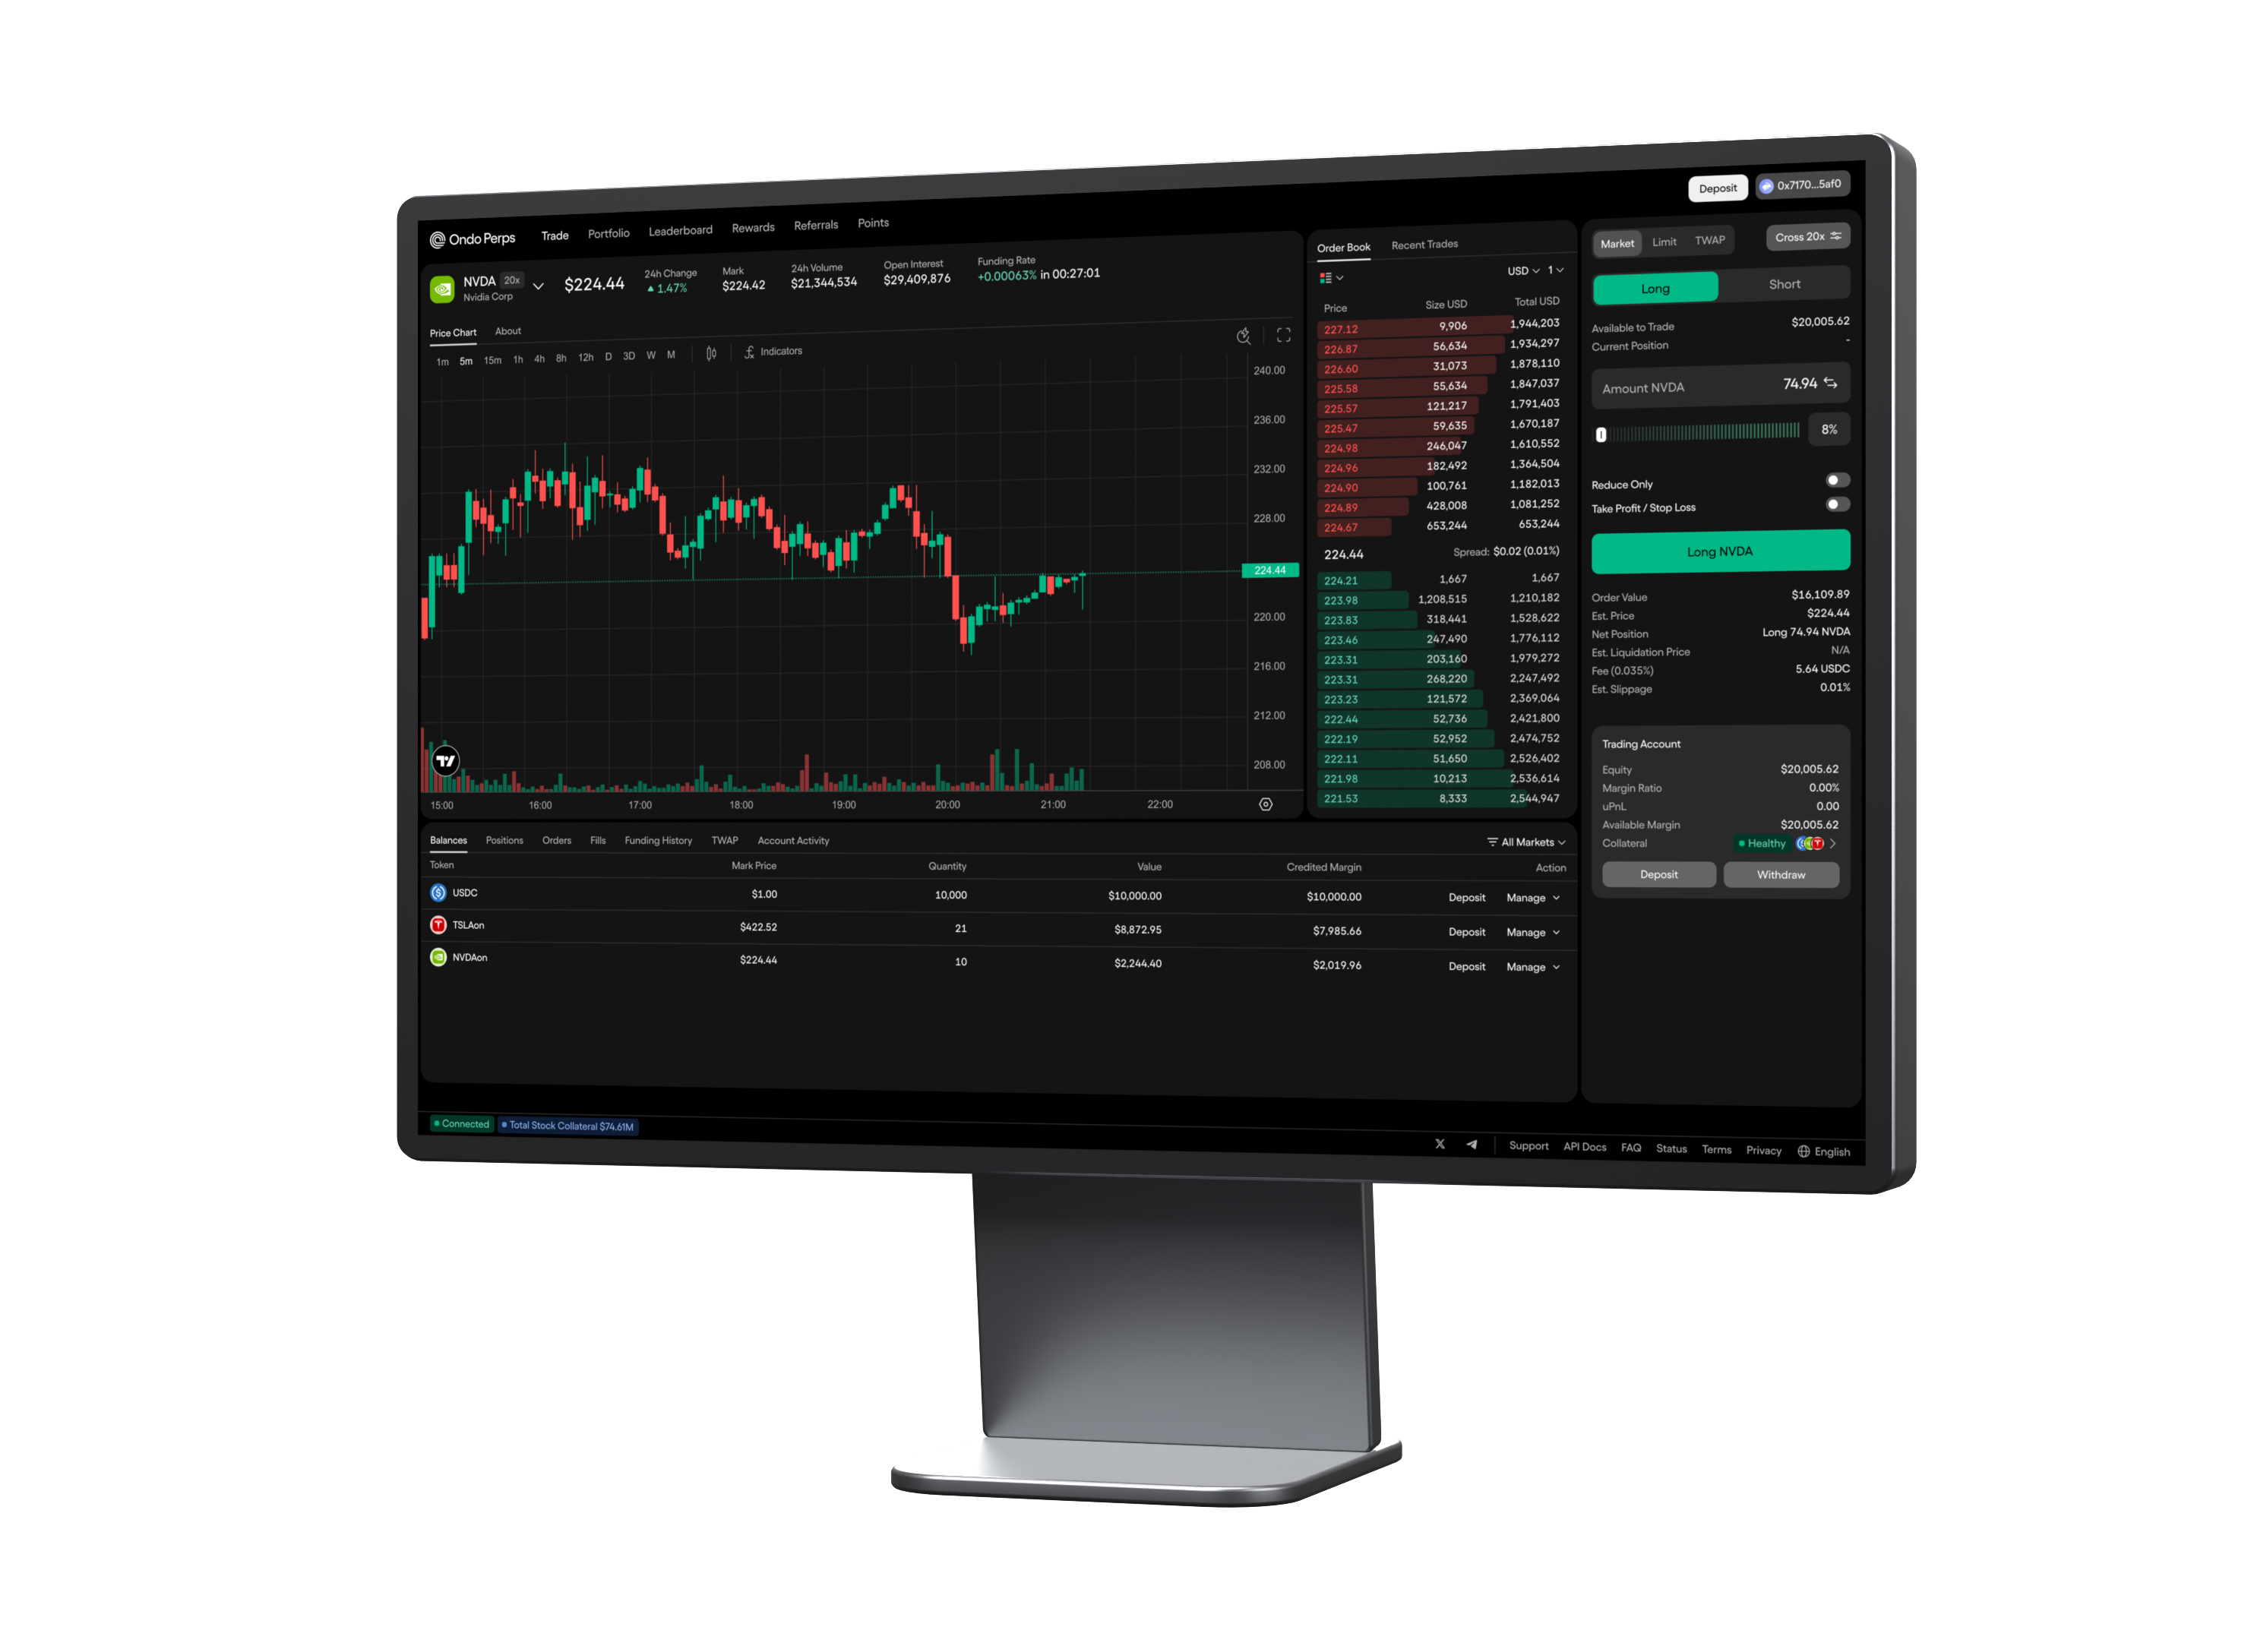 Deposit
0x7170...5af0
Ondo Perps
Trade
Portfolio
Leaderboard
Rewards
Referrals
Points
NVDA 20x
Nvidia Corp
$224.44
24h Change
1.47%
Mark
$224.42
24h Volume
$21,344,534
Open Interest
$29,409,876
Funding Rate
+0.00063% in 00:27:01
Price Chart
About
1m 5m 15m 1h 4h 8h 12h D 3D W M
Indicators
240.00
236.00
232.00
228.00
224.44
220.00
216.00
212.00
208.00
15:00 16:00 17:00 18:00 19:00 20:00 21:00 22:00
Order Book
Recent Trades
USD 1
Price Size USD Total USD
227.12 9,906 1,944,203
226.87 56,634 1,934,297
226.60 31,073 1,878,110
225.58 55,634 1,847,037
225.57 121,217 1,791,403
225.47 59,635 1,670,187
224.98 246,047 1,610,552
224.96 182,492 1,364,504
224.90 100,761 1,182,013
224.89 428,008 1,081,252
224.67 653,244 653,244
224.44 Spread: $0.02 (0.01%)
224.21 1,667 1,667
223.98 1,208,515 1,210,182
223.83 318,441 1,528,622
223.46 247,490 1,776,112
223.31 203,160 1,979,272
223.31 268,220 2,247,492
223.23 121,572 2,369,064
222.44 52,736 2,421,800
222.19 52,952 2,474,752
222.11 51,650 2,526,402
221.98 10,213 2,536,614
221.53 8,333 2,544,947
Market Limit TWAP
Cross 20x
Long
Short
Available to Trade $20,005.62
Current Position -
Amount NVDA 74.94
8%
Reduce Only
Take Profit / Stop Loss
Long NVDA
Order Value $16,109.89
Est. Price $224.44
Net Position Long 74.94 NVDA
Est. Liquidation Price N/A
Fee (0.035%) 5.64 USDC
Est. Slippage 0.01%
Trading Account
Equity $20,005.62
Margin Ratio 0.00%
uPnL 0.00
Available Margin $20,005.62
Collateral Healthy
Deposit
Withdraw
Balances Positions Orders Fills Funding History TWAP Account Activity
All Markets
Token Mark Price Quantity Value Credited Margin Action
USDC $1.00 10,000 $10,000.00 $10,000.00 Deposit Manage
TSLAon $422.52 21 $8,872.95 $7,985.66 Deposit Manage
NVDAon $224.44 10 $2,244.40 $2,019.96 Deposit Manage
Connected
Total Stock Collateral $74.61M
Support API Docs FAQ Status Terms Privacy English